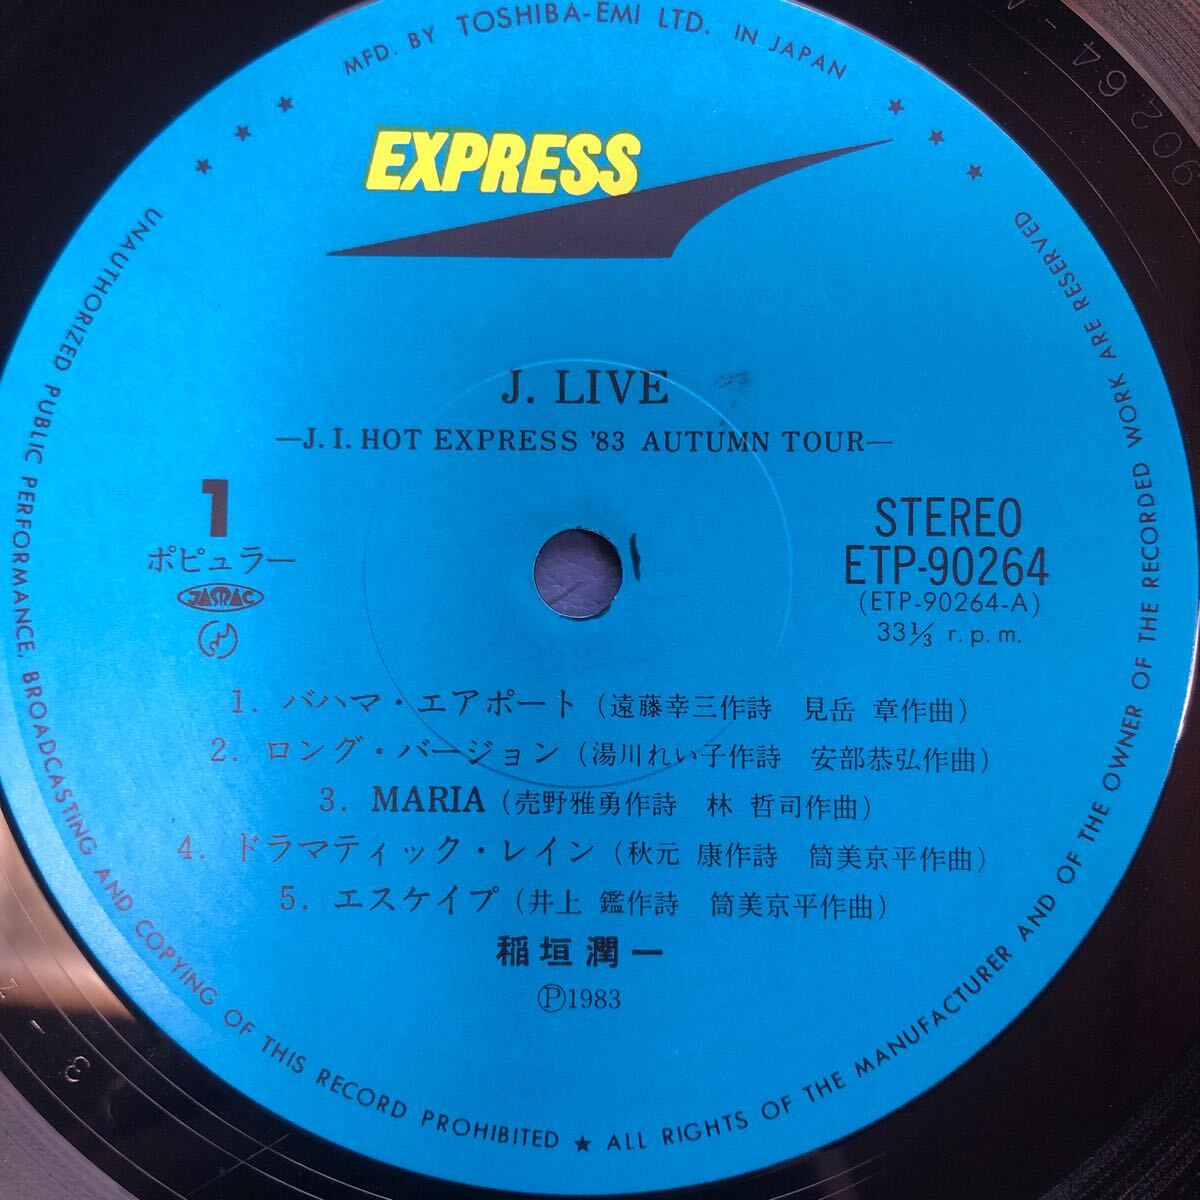 MFD. BY TOSHIBA-EMI LTD. IN JAPAN
EXPRESS
J. LIVE
—J. I. HOT EXPRESS '83 AUTUMN TOUR—
1
ポピュラー
JASRAC
STEREO
ETP-90264
(ETP-90264-A)
33⅓ r.p.m.
1. バハマ・エアポート (遠藤幸三作詩 見岳 章作曲)
2. ロング・バージョン (湯川れい子作詩 安部恭弘作曲)
3. MARIA (売野雅勇作詩 林 哲司作曲)
4. ドラマティック・レイン (秋元 康作詩 筒美京平作曲)
5. エスケイプ (井上 鑑作詩 筒美京平作曲)
稲垣潤一
Ⓟ1983
UNAUTHORIZED PUBLIC PERFORMANCE, BROADCASTING AND COPYING OF THIS RECORD PROHIBITED ★ ALL RIGHTS OF THE MANUFACTURER AND OF THE OWNER OF THE RECORDED WORK ARE RESERVED